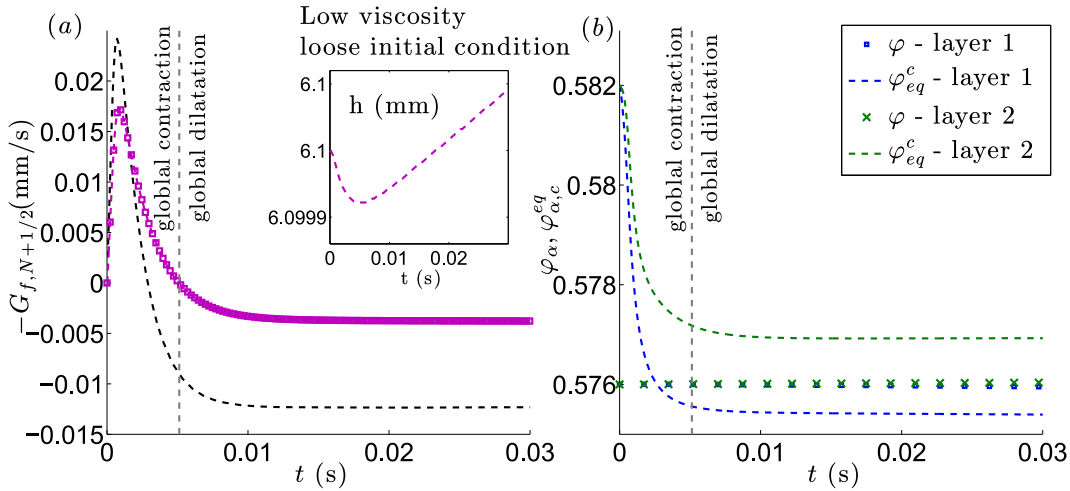 (a)
Low viscosity
loose initial condition
−G_{f,N+1/2}(mm/s)
0.02
0.015
0.01
0.005
0
−0.005
−0.01
−0.015
globlal contraction
globlal dilatation
h (mm)
6.1
6.1
6.0999
0
0.01
0.02
t (s)
0
0.01
0.02
0.03
t (s)
(b)
φ - layer 1
φ^c_{eq} - layer 1
φ - layer 2
φ^c_{eq} - layer 2
φ_α, φ^{eq}_{α,c}
0.582
0.58
0.578
0.576
globlal contraction
globlal dilatation
0
0.01
0.02
0.03
t (s)